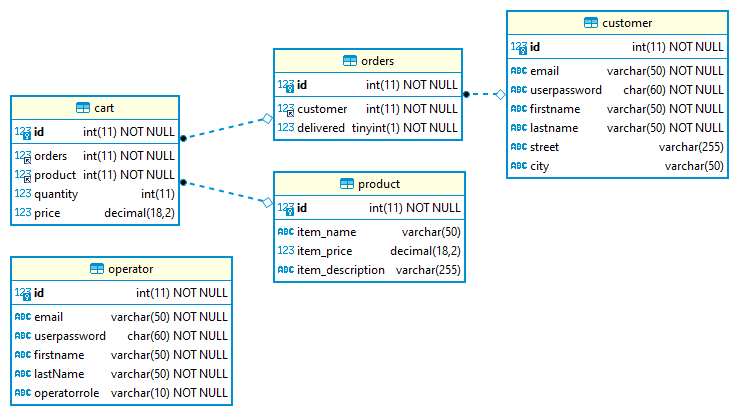 customer
123 id int(11) NOT NULL
ABC email varchar(50) NOT NULL
ABC userpassword char(60) NOT NULL
ABC firstname varchar(50) NOT NULL
ABC lastname varchar(50) NOT NULL
ABC street varchar(255)
ABC city varchar(50)
orders
123 id int(11) NOT NULL
123 customer int(11) NOT NULL
123 delivered tinyint(1) NOT NULL
cart
123 id int(11) NOT NULL
123 orders int(11) NOT NULL
123 product int(11) NOT NULL
123 quantity int(11)
123 price decimal(18,2)
product
123 id int(11) NOT NULL
ABC item_name varchar(50)
123 item_price decimal(18,2)
ABC item_description varchar(255)
operator
123 id int(11) NOT NULL
ABC email varchar(50) NOT NULL
ABC userpassword char(60) NOT NULL
ABC firstname varchar(50) NOT NULL
ABC lastName varchar(50) NOT NULL
ABC operatorrole varchar(10) NOT NULL